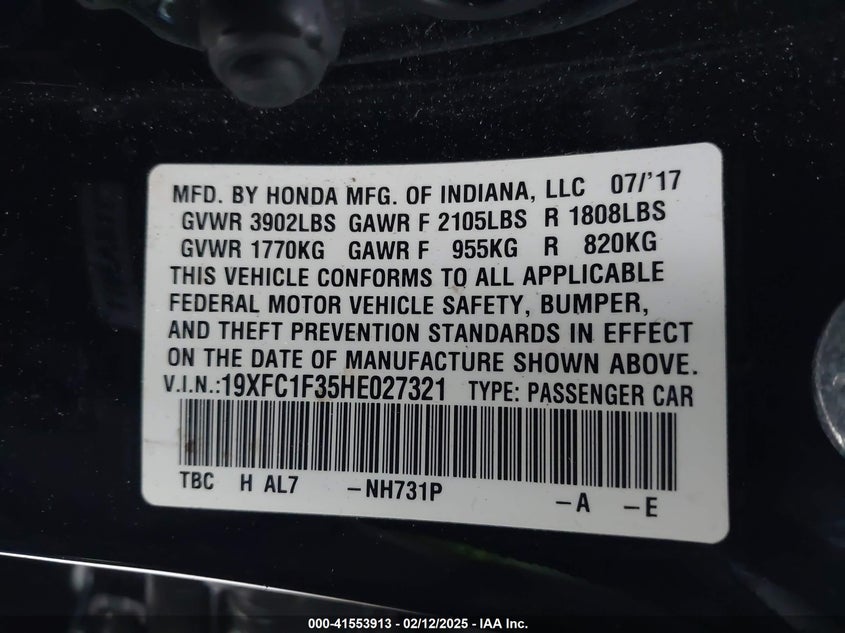 MFD. BY HONDA MFG. OF INDIANA, LLC 07/'17
GVWR 3902LBS GAWR F 2105LBS R 1808LBS
GVWR 1770KG GAWR F 955KG R 820KG
THIS VEHICLE CONFORMS TO ALL APPLICABLE
FEDERAL MOTOR VEHICLE SAFETY, BUMPER,
AND THEFT PREVENTION STANDARDS IN EFFECT
ON THE DATE OF MANUFACTURE SHOWN ABOVE.
V.I.N.:19XFC1F35HE027321 TYPE: PASSENGER CAR
TBC H AL7 -NH731P -A -E
000-41553913 - 02/12/2025 - IAA Inc.